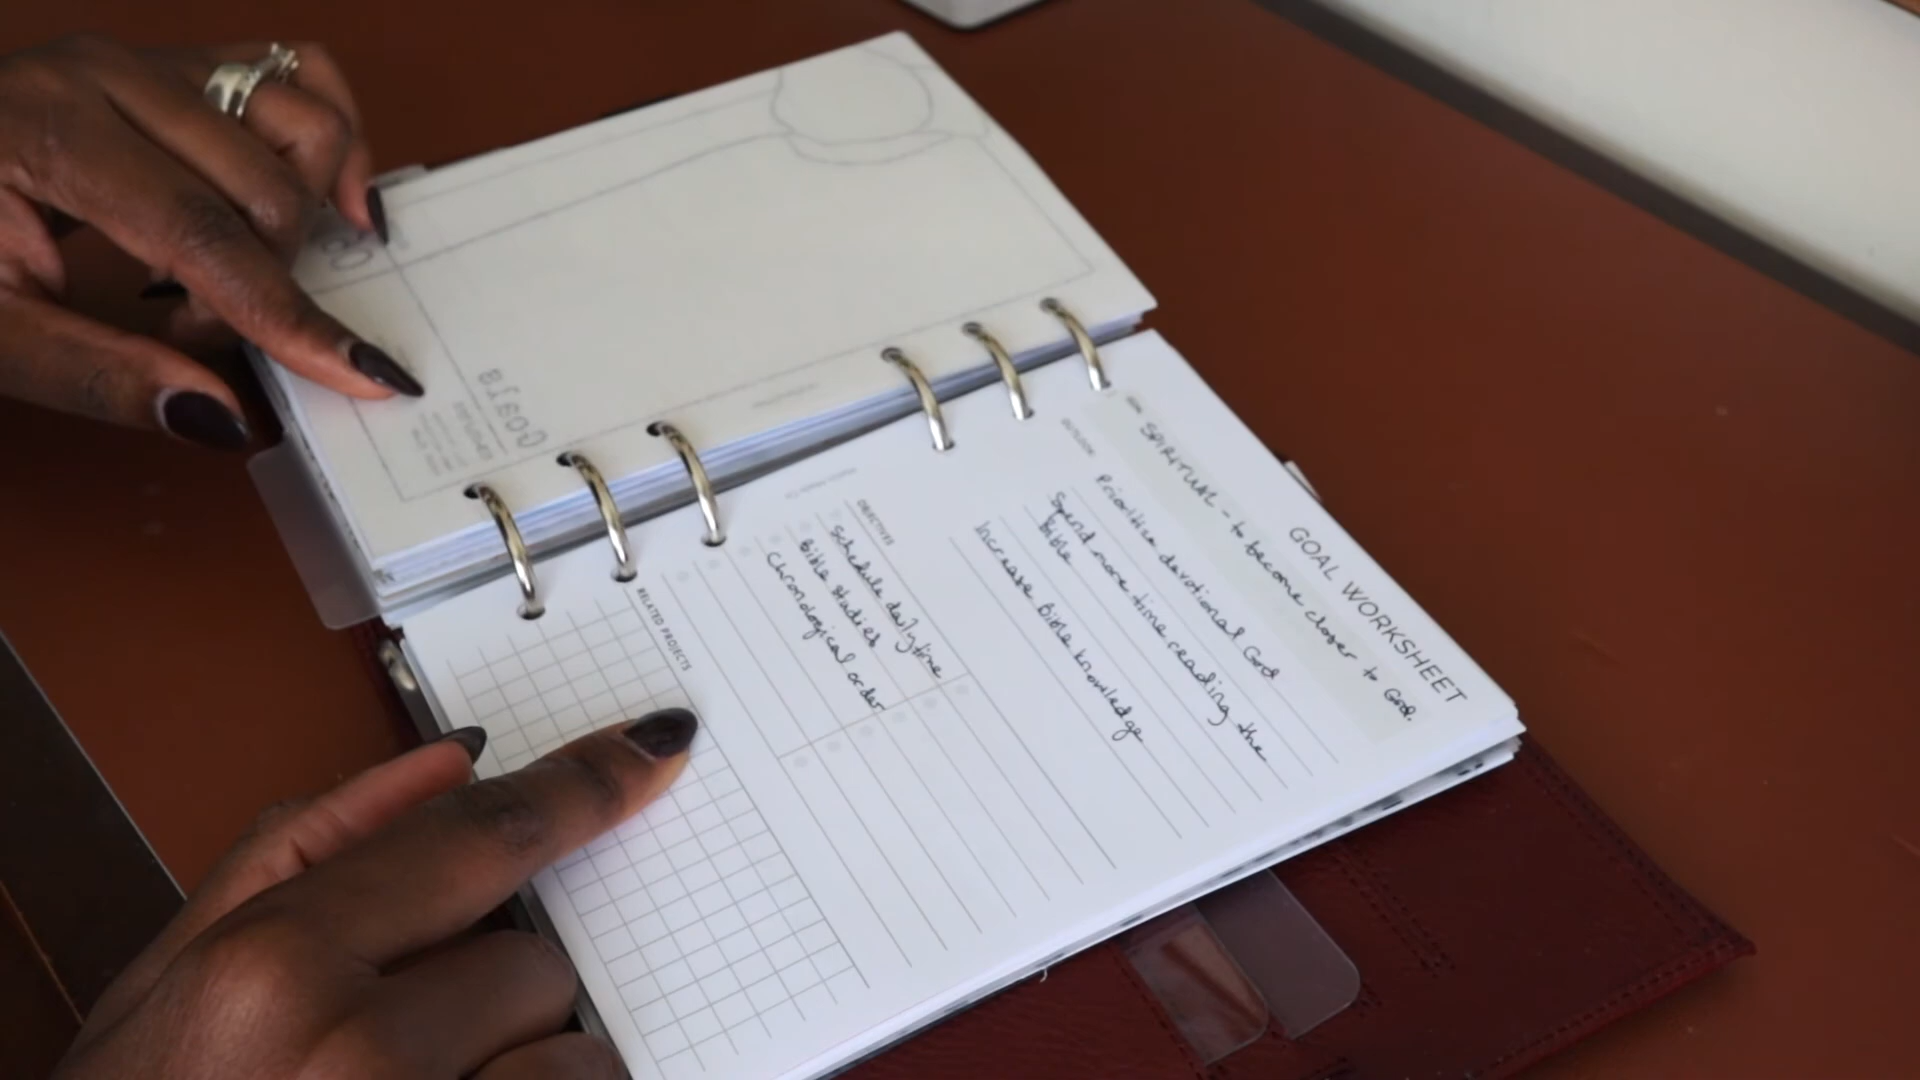 GOAL WORKSHEET
GOAL
SPIRITUAL - to become closer to God.
OUTLOOK
Prioritise devotional God
Spend more time reading the
Bible
Increase Bible knowledge
OBJECTIVES
Schedule daily time
Bible studies
Chronological order
RELATED PROJECTS
Goals